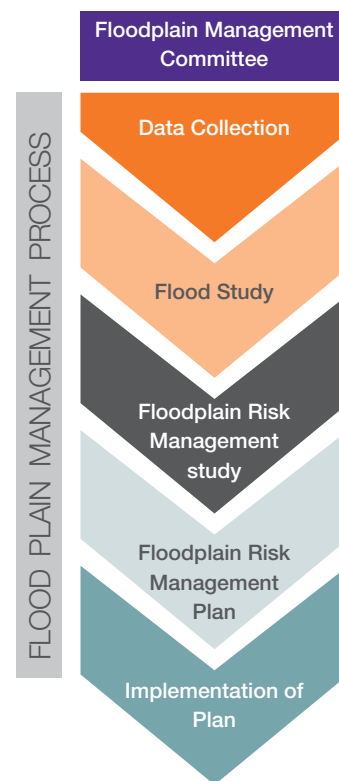 Floodplain Management
Committee
FLOOD PLAIN MANAGEMENT PROCESS
Data Collection
Flood Study
Floodplain Risk
Management
study
Floodplain Risk
Management
Plan
Implementation of
Plan